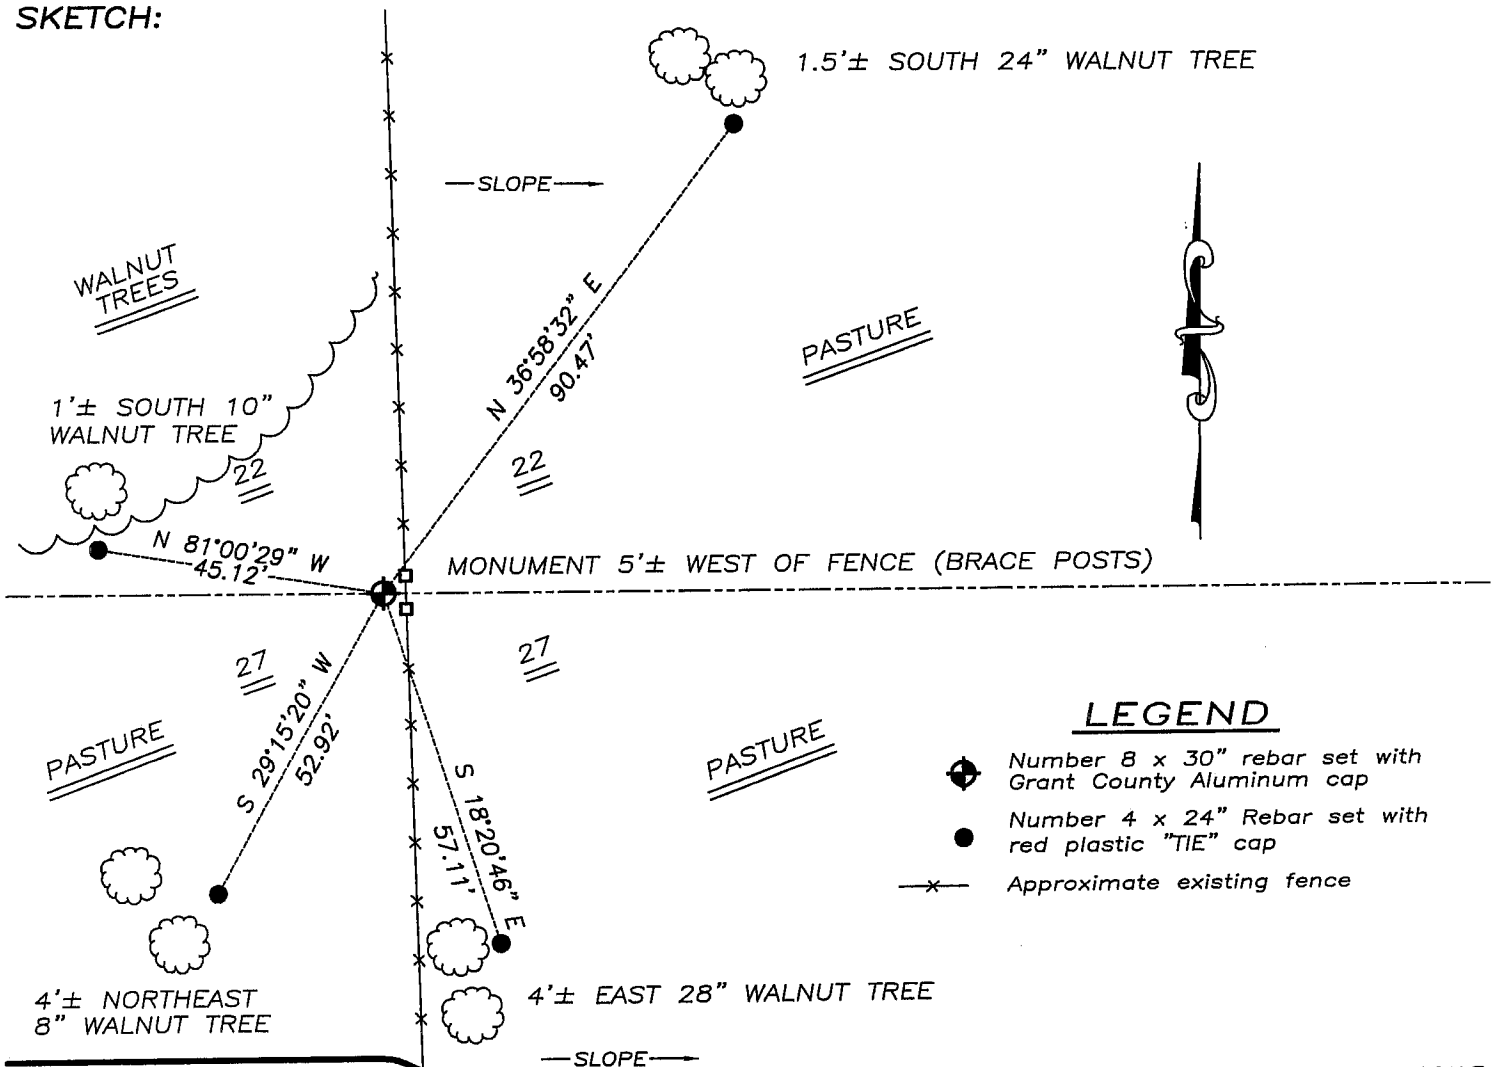 SKETCH:
1.5'± SOUTH 24" WALNUT TREE
SLOPE
WALNUT
TREES
N 36°58'32" E
90.47'
PASTURE
1'± SOUTH 10"
WALNUT TREE
22
22
N 81°00'29" W
45.12'
MONUMENT 5'± WEST OF FENCE (BRACE POSTS)
27
27
S 29°15'20" W
52.92'
PASTURE
S 18°20'46" E
57.11'
PASTURE
LEGEND
Number 8 x 30" rebar set with
Grant County Aluminum cap
Number 4 x 24" Rebar set with
red plastic "TIE" cap
Approximate existing fence
4'± NORTHEAST
8" WALNUT TREE
4'± EAST 28" WALNUT TREE
SLOPE